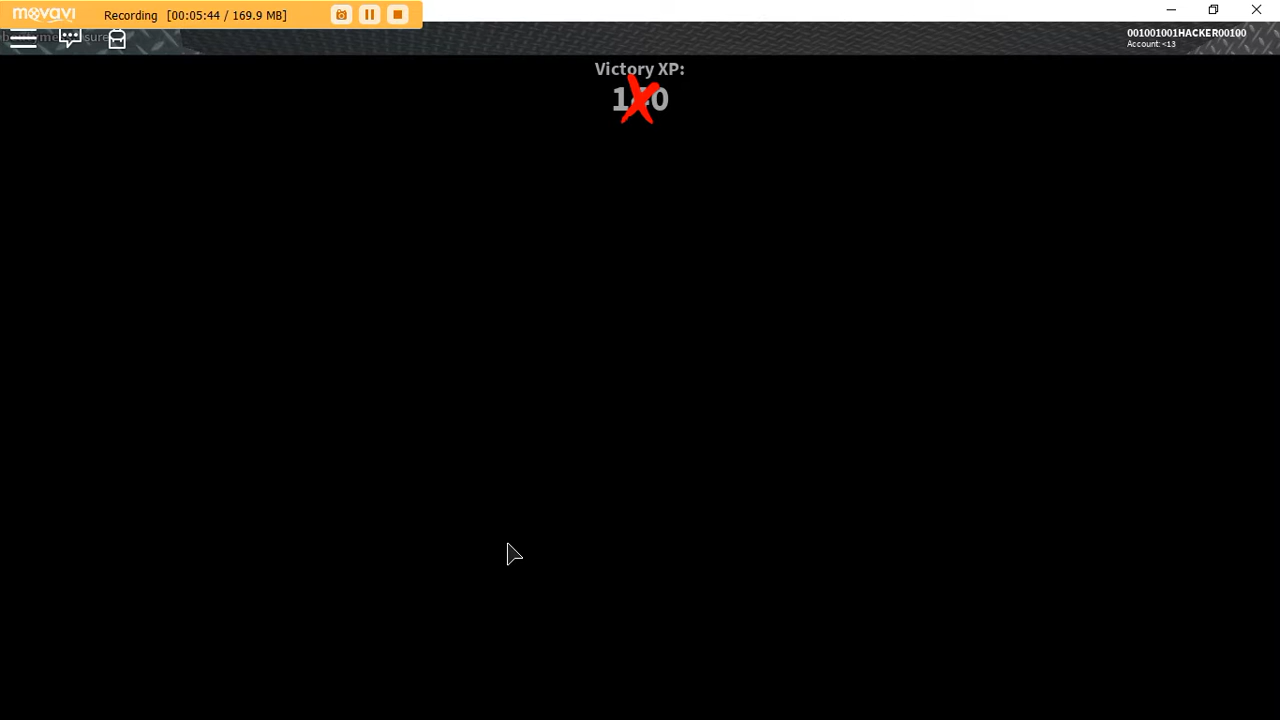 movavi Recording [00:05:44 / 169.9 MB]
001001001HACKER00100
Account: <13
Victory XP: